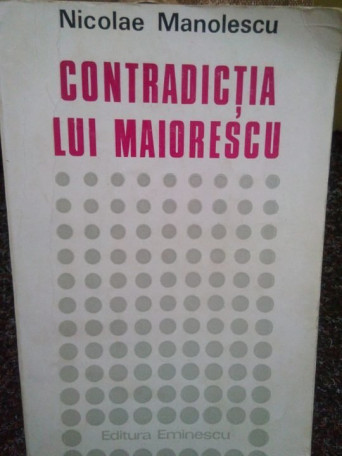 Nicolae Manolescu
CONTRADICȚIA
LUI MAIORESCU
Editura Eminescu